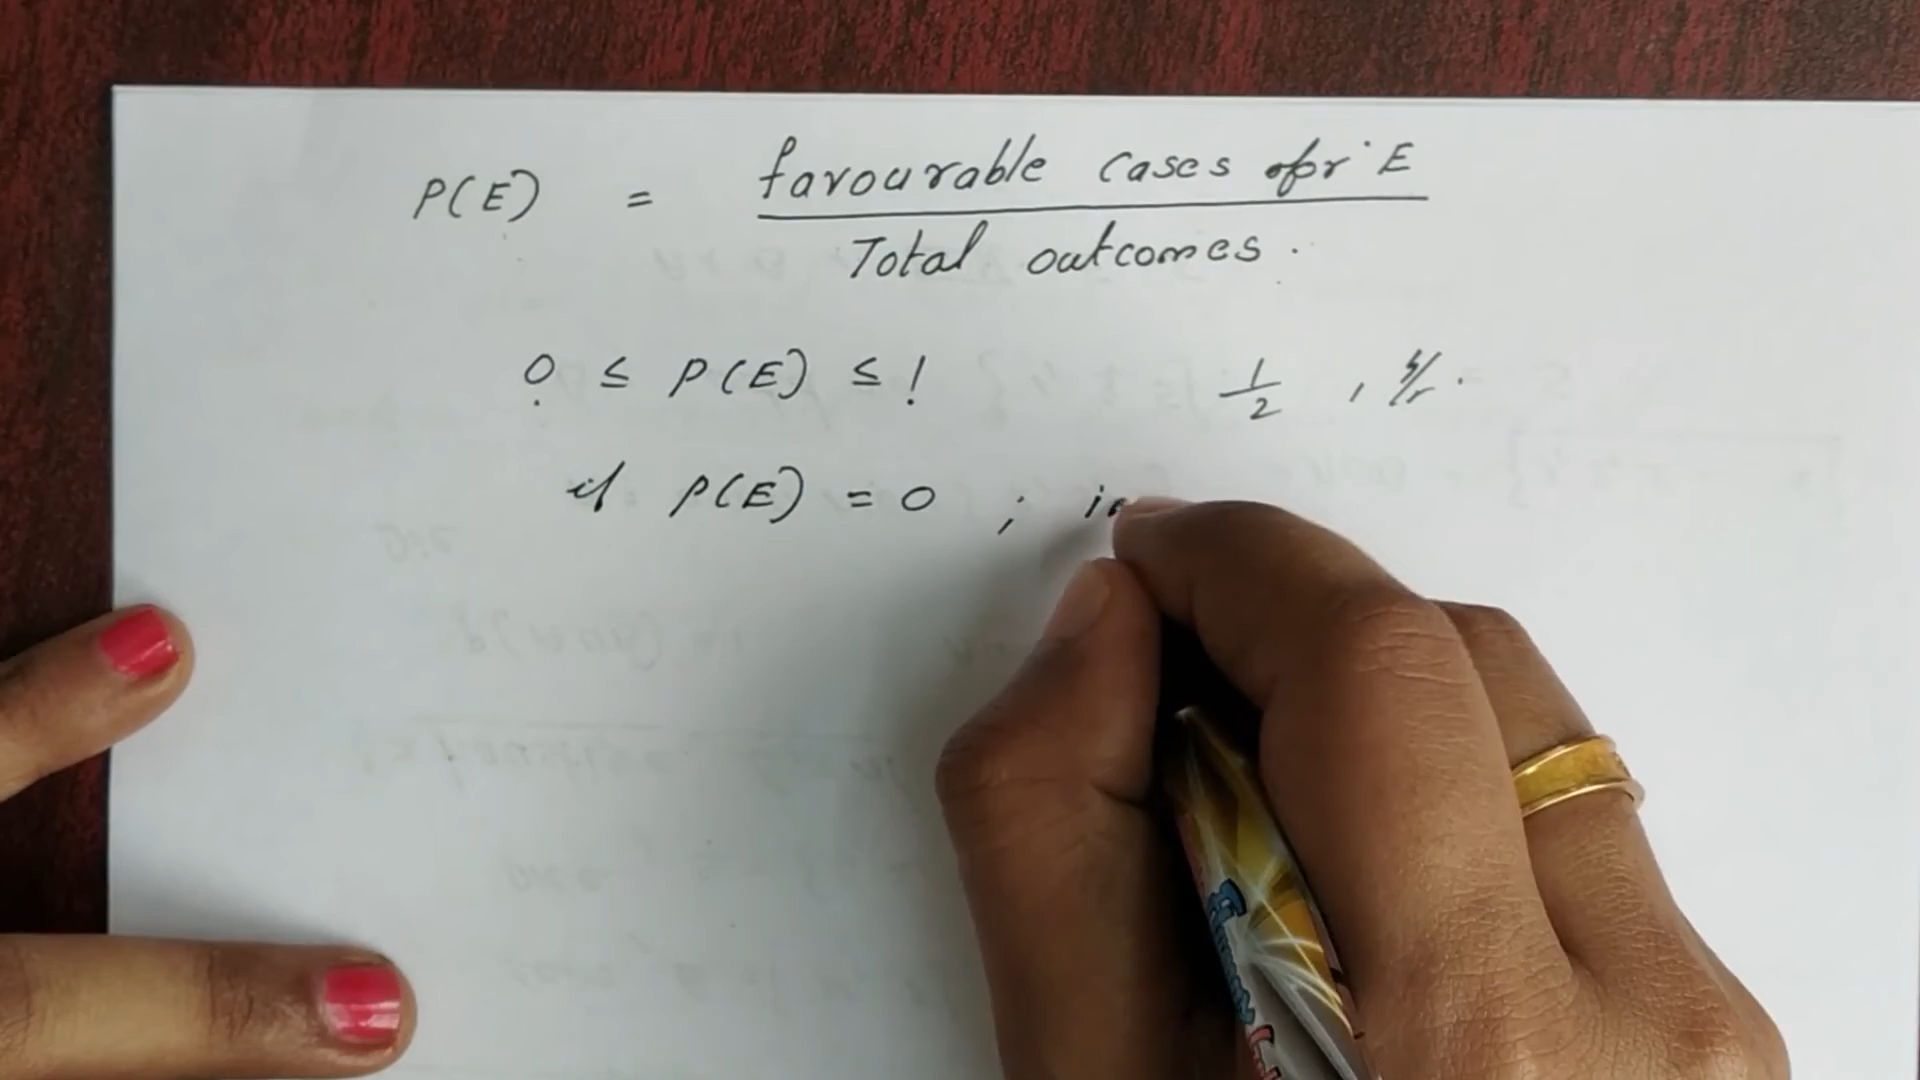 P(E) = favourable cases for E
Total outcomes.
0 ≤ P(E) ≤ 1
1/2 ,
if P(E) = 0 ;